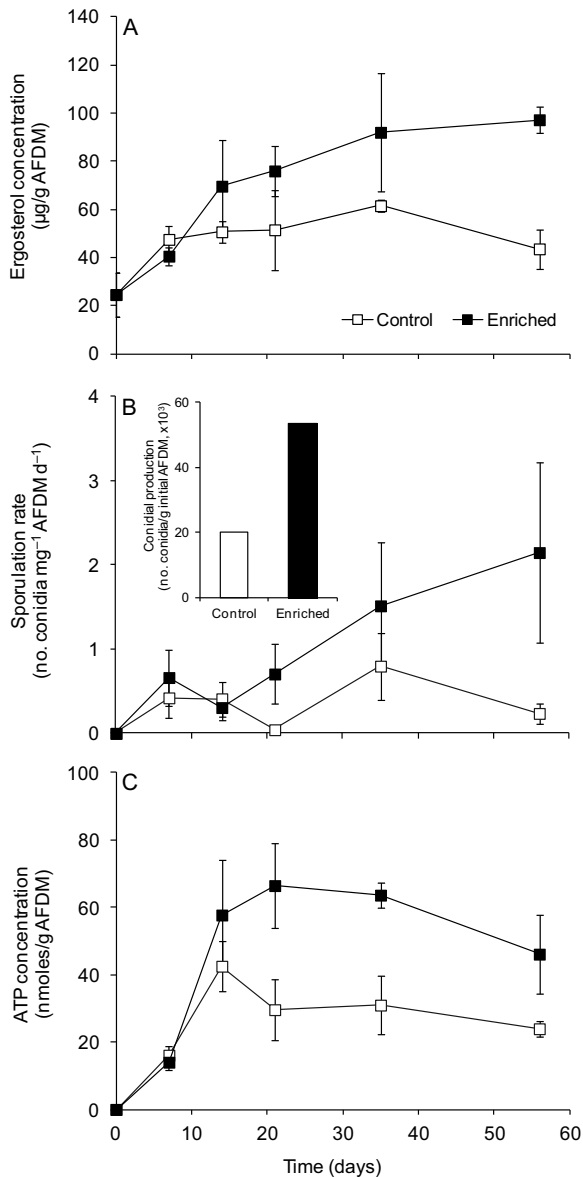 A
140
120
100
80
60
40
20
0
Ergosterol concentration
(µg/g AFDM)
Control
Enriched
B
4
3
2
1
0
Sporulation rate
(no. conidia mg⁻¹ AFDM d⁻¹)
60
40
20
0
Conidial production
(no. conidia/g initial AFDM, x10³)
Control
Enriched
C
100
80
60
40
20
0
ATP concentration
(nmoles/gAFDM)
0 10 20 30 40 50 60
Time (days)